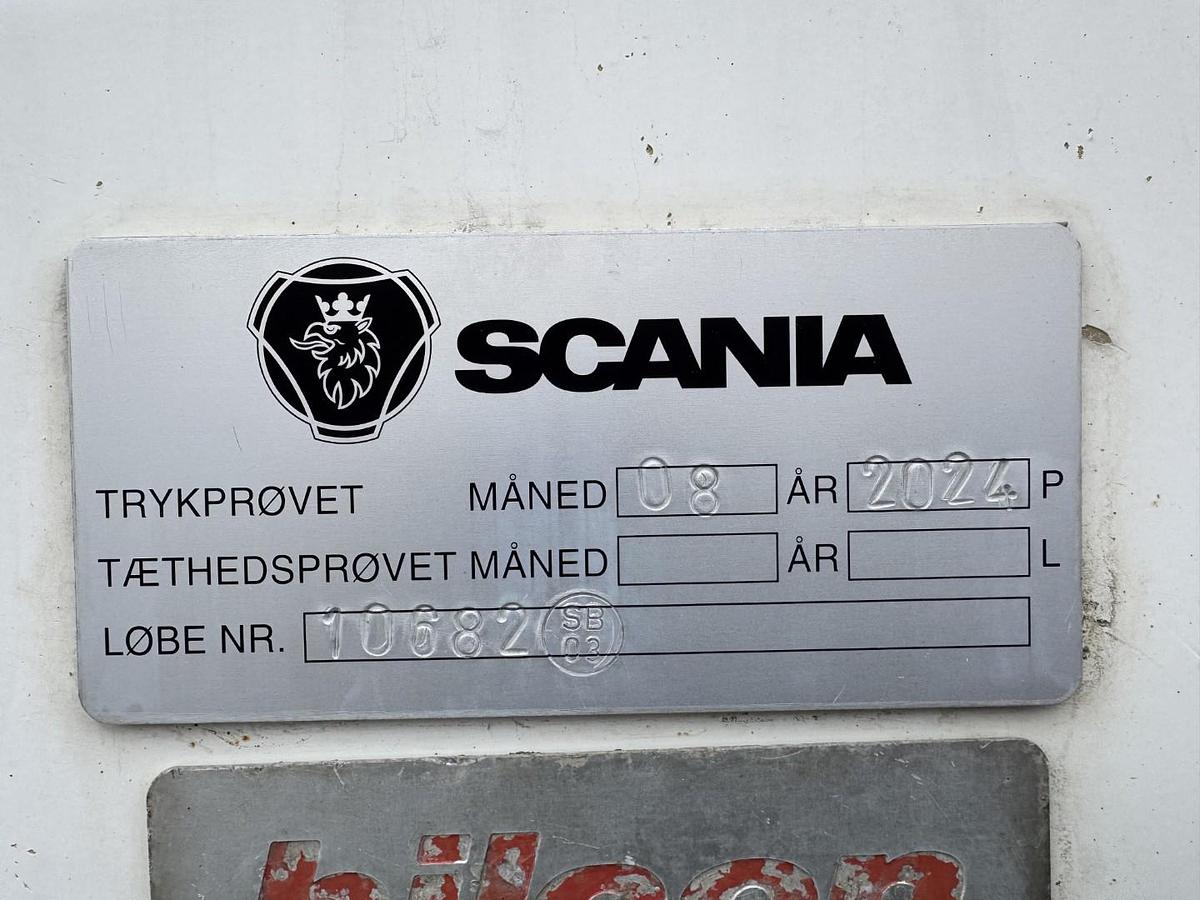 SCANIA
TRYKPRØVET MÅNED 08 ÅR 2024 P
TÆTHEDSPRØVET MÅNED ÅR L
LØBE NR. 10682 SB 03